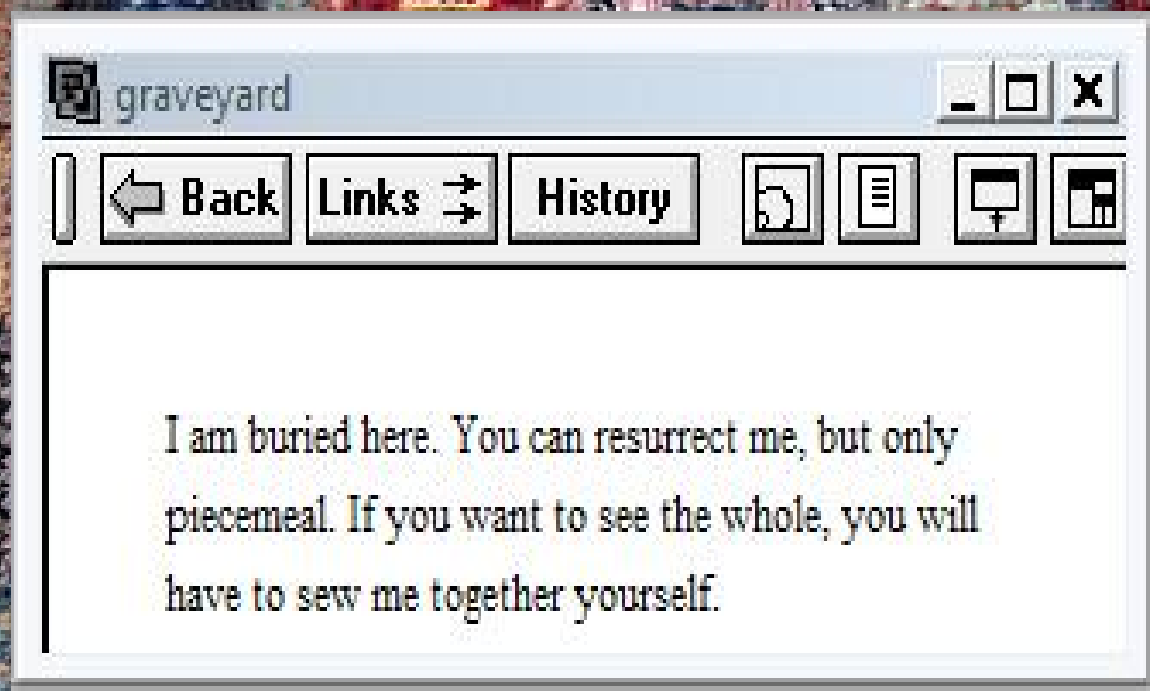 graveyard
Back Links History
I am buried here. You can resurrect me, but only
piecemeal. If you want to see the whole, you will
have to sew me together yourself.